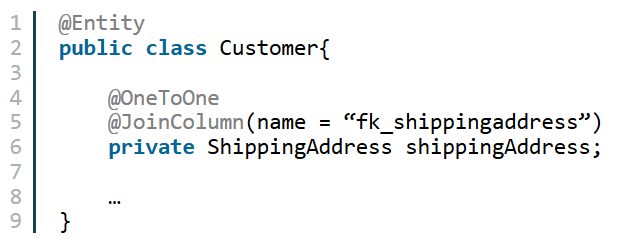 1 @Entity
2 public class Customer{
3
4 @OneToOne
5 @JoinColumn(name = “fk_shippingaddress”)
6 private ShippingAddress shippingAddress;
7
8 …
9 }